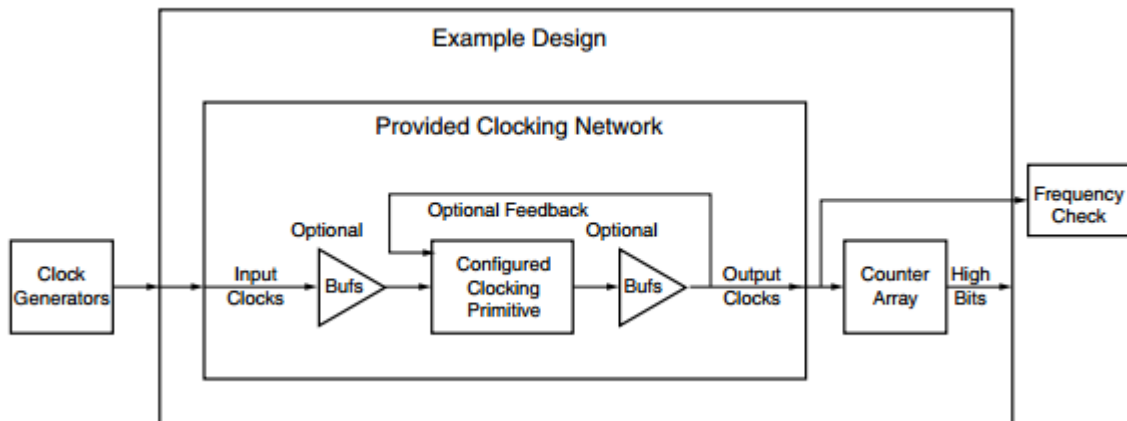 Example Design
Provided Clocking Network
Frequency
Check
Optional Feedback
Optional
Optional
Clock
Generators
Input
Clocks
Bufs
Configured
Clocking
Primitive
Bufs
Output
Clocks
Counter
Array
High
Bits